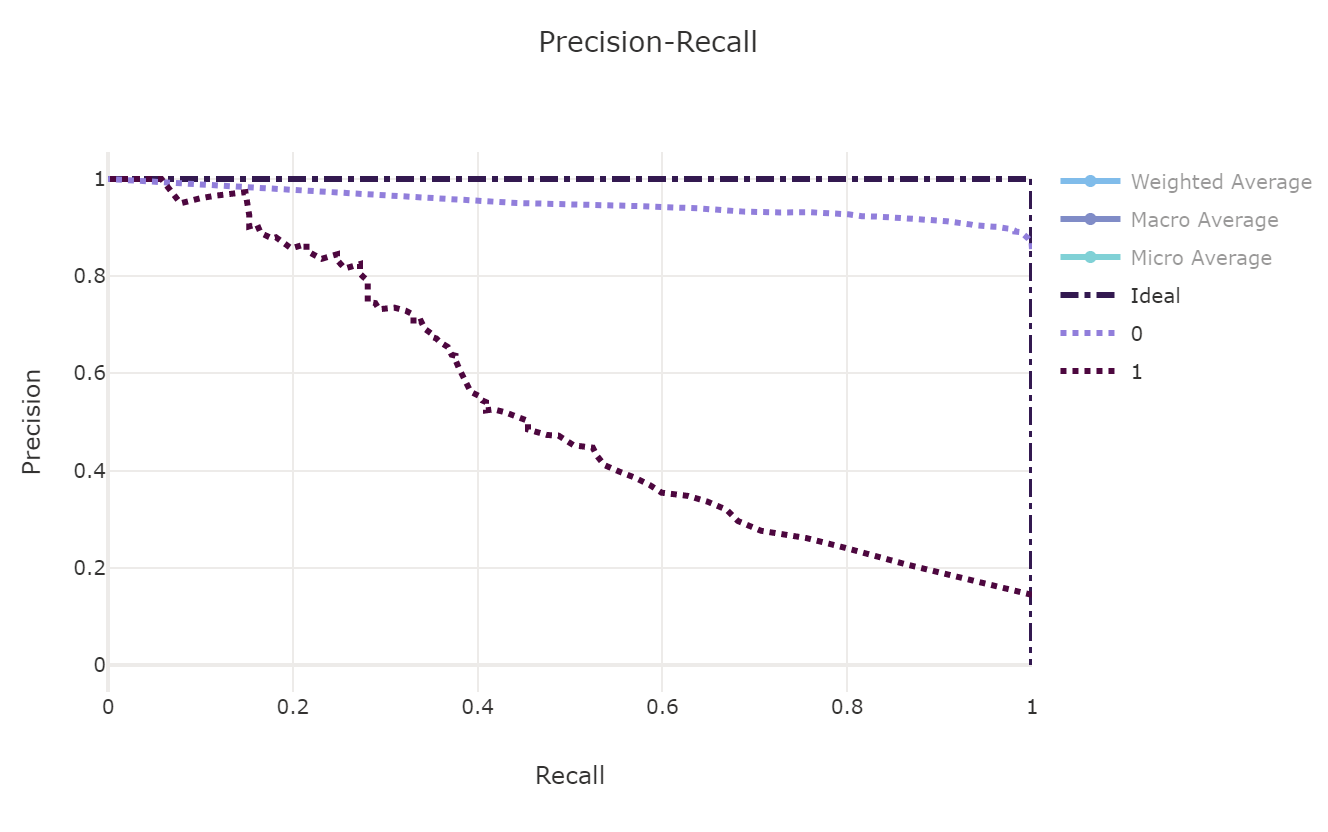 Precision-Recall
1
0.8
0.6
0.4
0.2
0
Precision
0 0.2 0.4 0.6 0.8 1
Recall
Weighted Average
Macro Average
Micro Average
Ideal
0
1